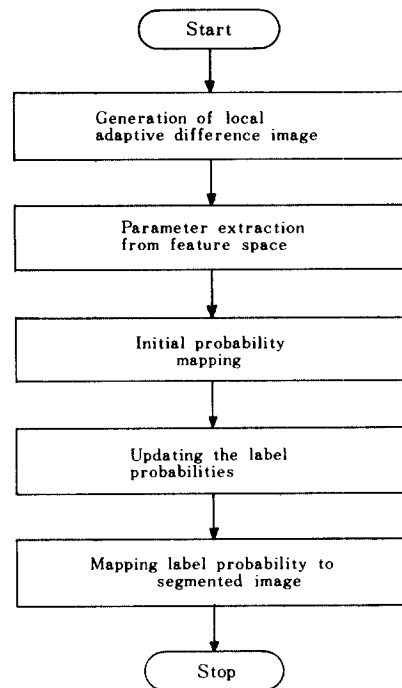 Start
Generation of local
adaptive difference image
Parameter extraction
from feature space
Initial probability
mapping
Updating the label
probabilities
Mapping label probability to
segmented image
Stop